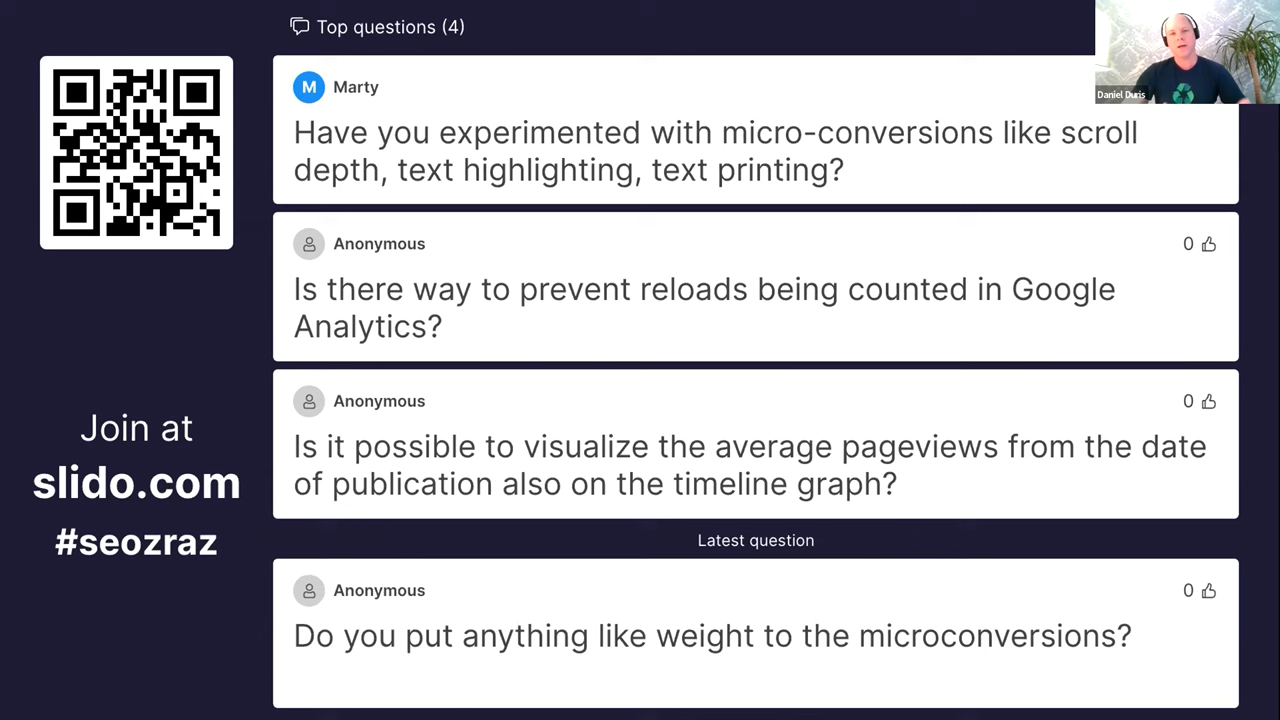 Top questions (4)
M Marty
Have you experimented with micro-conversions like scroll
depth, text highlighting, text printing?
Daniel Duris
Anonymous 0
Is there way to prevent reloads being counted in Google
Analytics?
Anonymous 0
Is it possible to visualize the average pageviews from the date
of publication also on the timeline graph?
Join at
slido.com
#seozraz
Latest question
Anonymous 0
Do you put anything like weight to the microconversions?